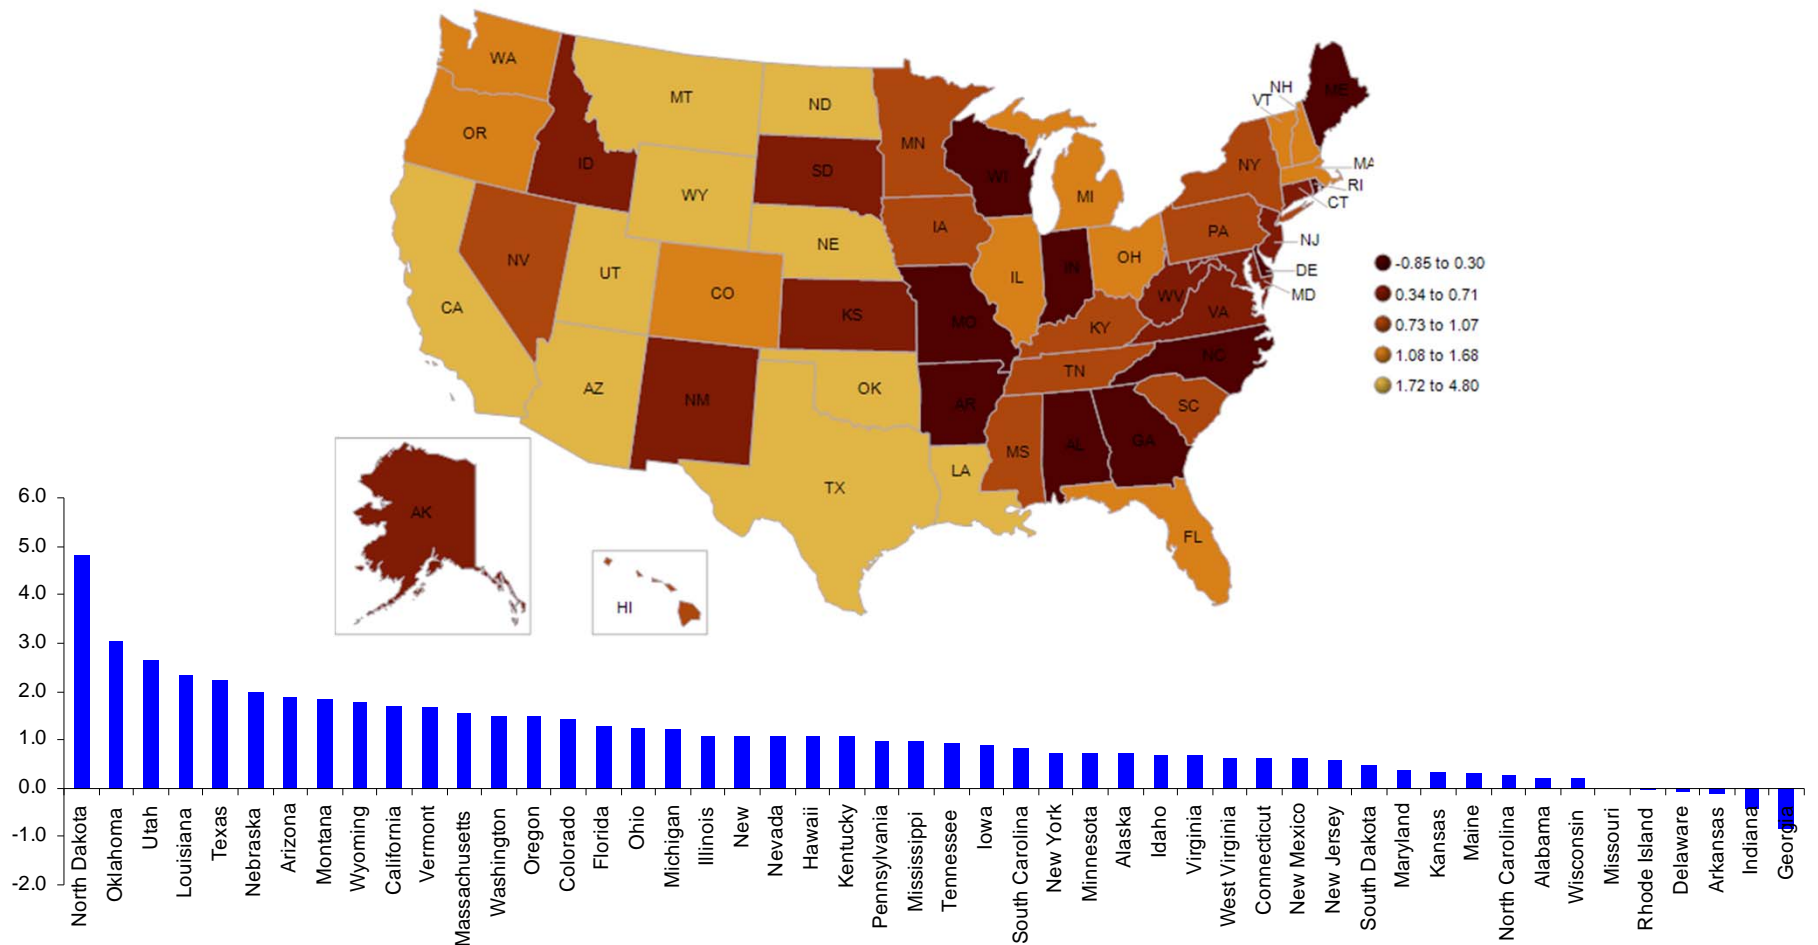 WA
OR
ID
MT
ND
SD
WY
NE
NV
UT
CO
KS
CA
AZ
NM
OK
TX
MN
IA
WI
MO
AR
LA
MI
IL
IN
OH
KY
TN
MS
AL
GA
FL
SC
NC
VA
WV
PA
NY
VT
NH
ME
MA
RI
CT
NJ
DE
MD
AK
HI
-0.85 to 0.30
0.34 to 0.71
0.73 to 1.07
1.08 to 1.68
1.72 to 4.80
6.0
5.0
4.0
3.0
2.0
1.0
0.0
-1.0
-2.0
North Dakota
Oklahoma
Utah
Louisiana
Texas
Nebraska
Arizona
Montana
Wyoming
California
Vermont
Massachusetts
Washington
Oregon
Colorado
Florida
Ohio
Michigan
Illinois
New
Nevada
Hawaii
Kentucky
Pennsylvania
Mississippi
Tennessee
Iowa
South Carolina
New York
Minnesota
Alaska
Idaho
Virginia
West Virginia
Connecticut
New Mexico
New Jersey
South Dakota
Maryland
Kansas
Maine
North Carolina
Alabama
Wisconsin
Missouri
Rhode Island
Delaware
Arkansas
Indiana
Georgia